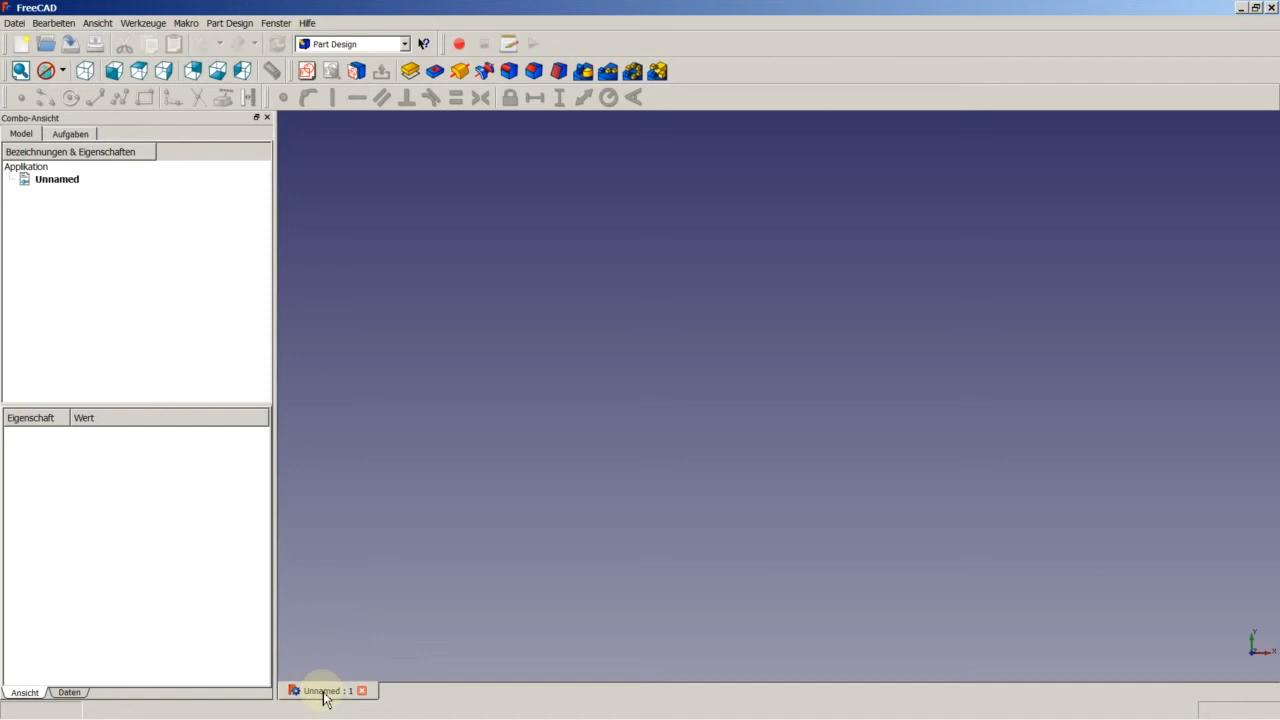 FreeCAD
Datei Bearbeiten Ansicht Werkzeuge Makro Part Design Fenster Hilfe
Part Design
Combo-Ansicht
Model Aufgaben
Bezeichnungen & Eigenschaften
Applikation
Unnamed
Eigenschaft Wert
Y
X
Ansicht Daten
Unnamed : 1